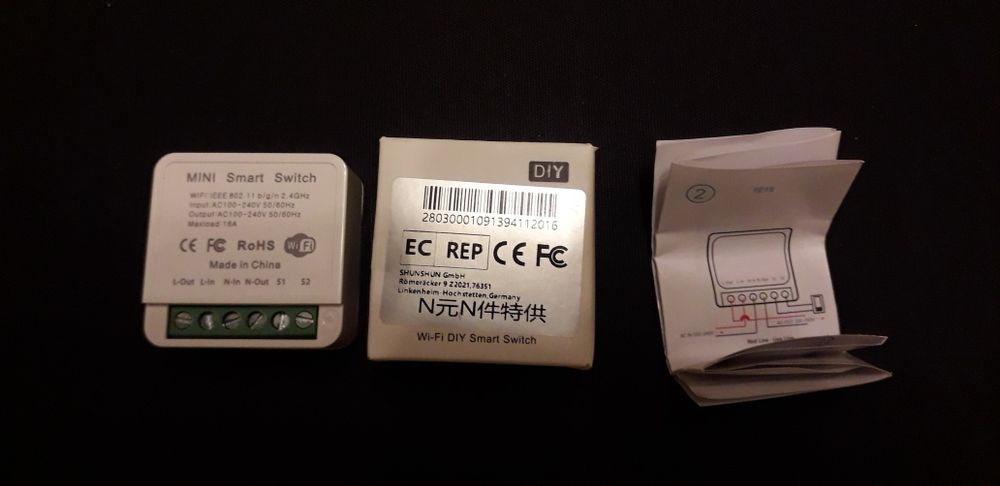 MINI Smart Switch
WIFI:IEEE 802.11 b/g/n 2.4GHz
Input:AC100-240V 50/60Hz
Output:AC100-240V 50/60Hz
Maxload:16A
CE FC RoHS WiFi
Made in China
L-Out L-In N-In N-Out S1 S2
DIY
28030001091394112016
EC REP CE FC
SHUNSHUN GmbH
Römeräcker 9 Z2021,76351
Linkenheim-Hochstetten,Germany
N元N件特供
Wi-Fi DIY Smart Switch
2